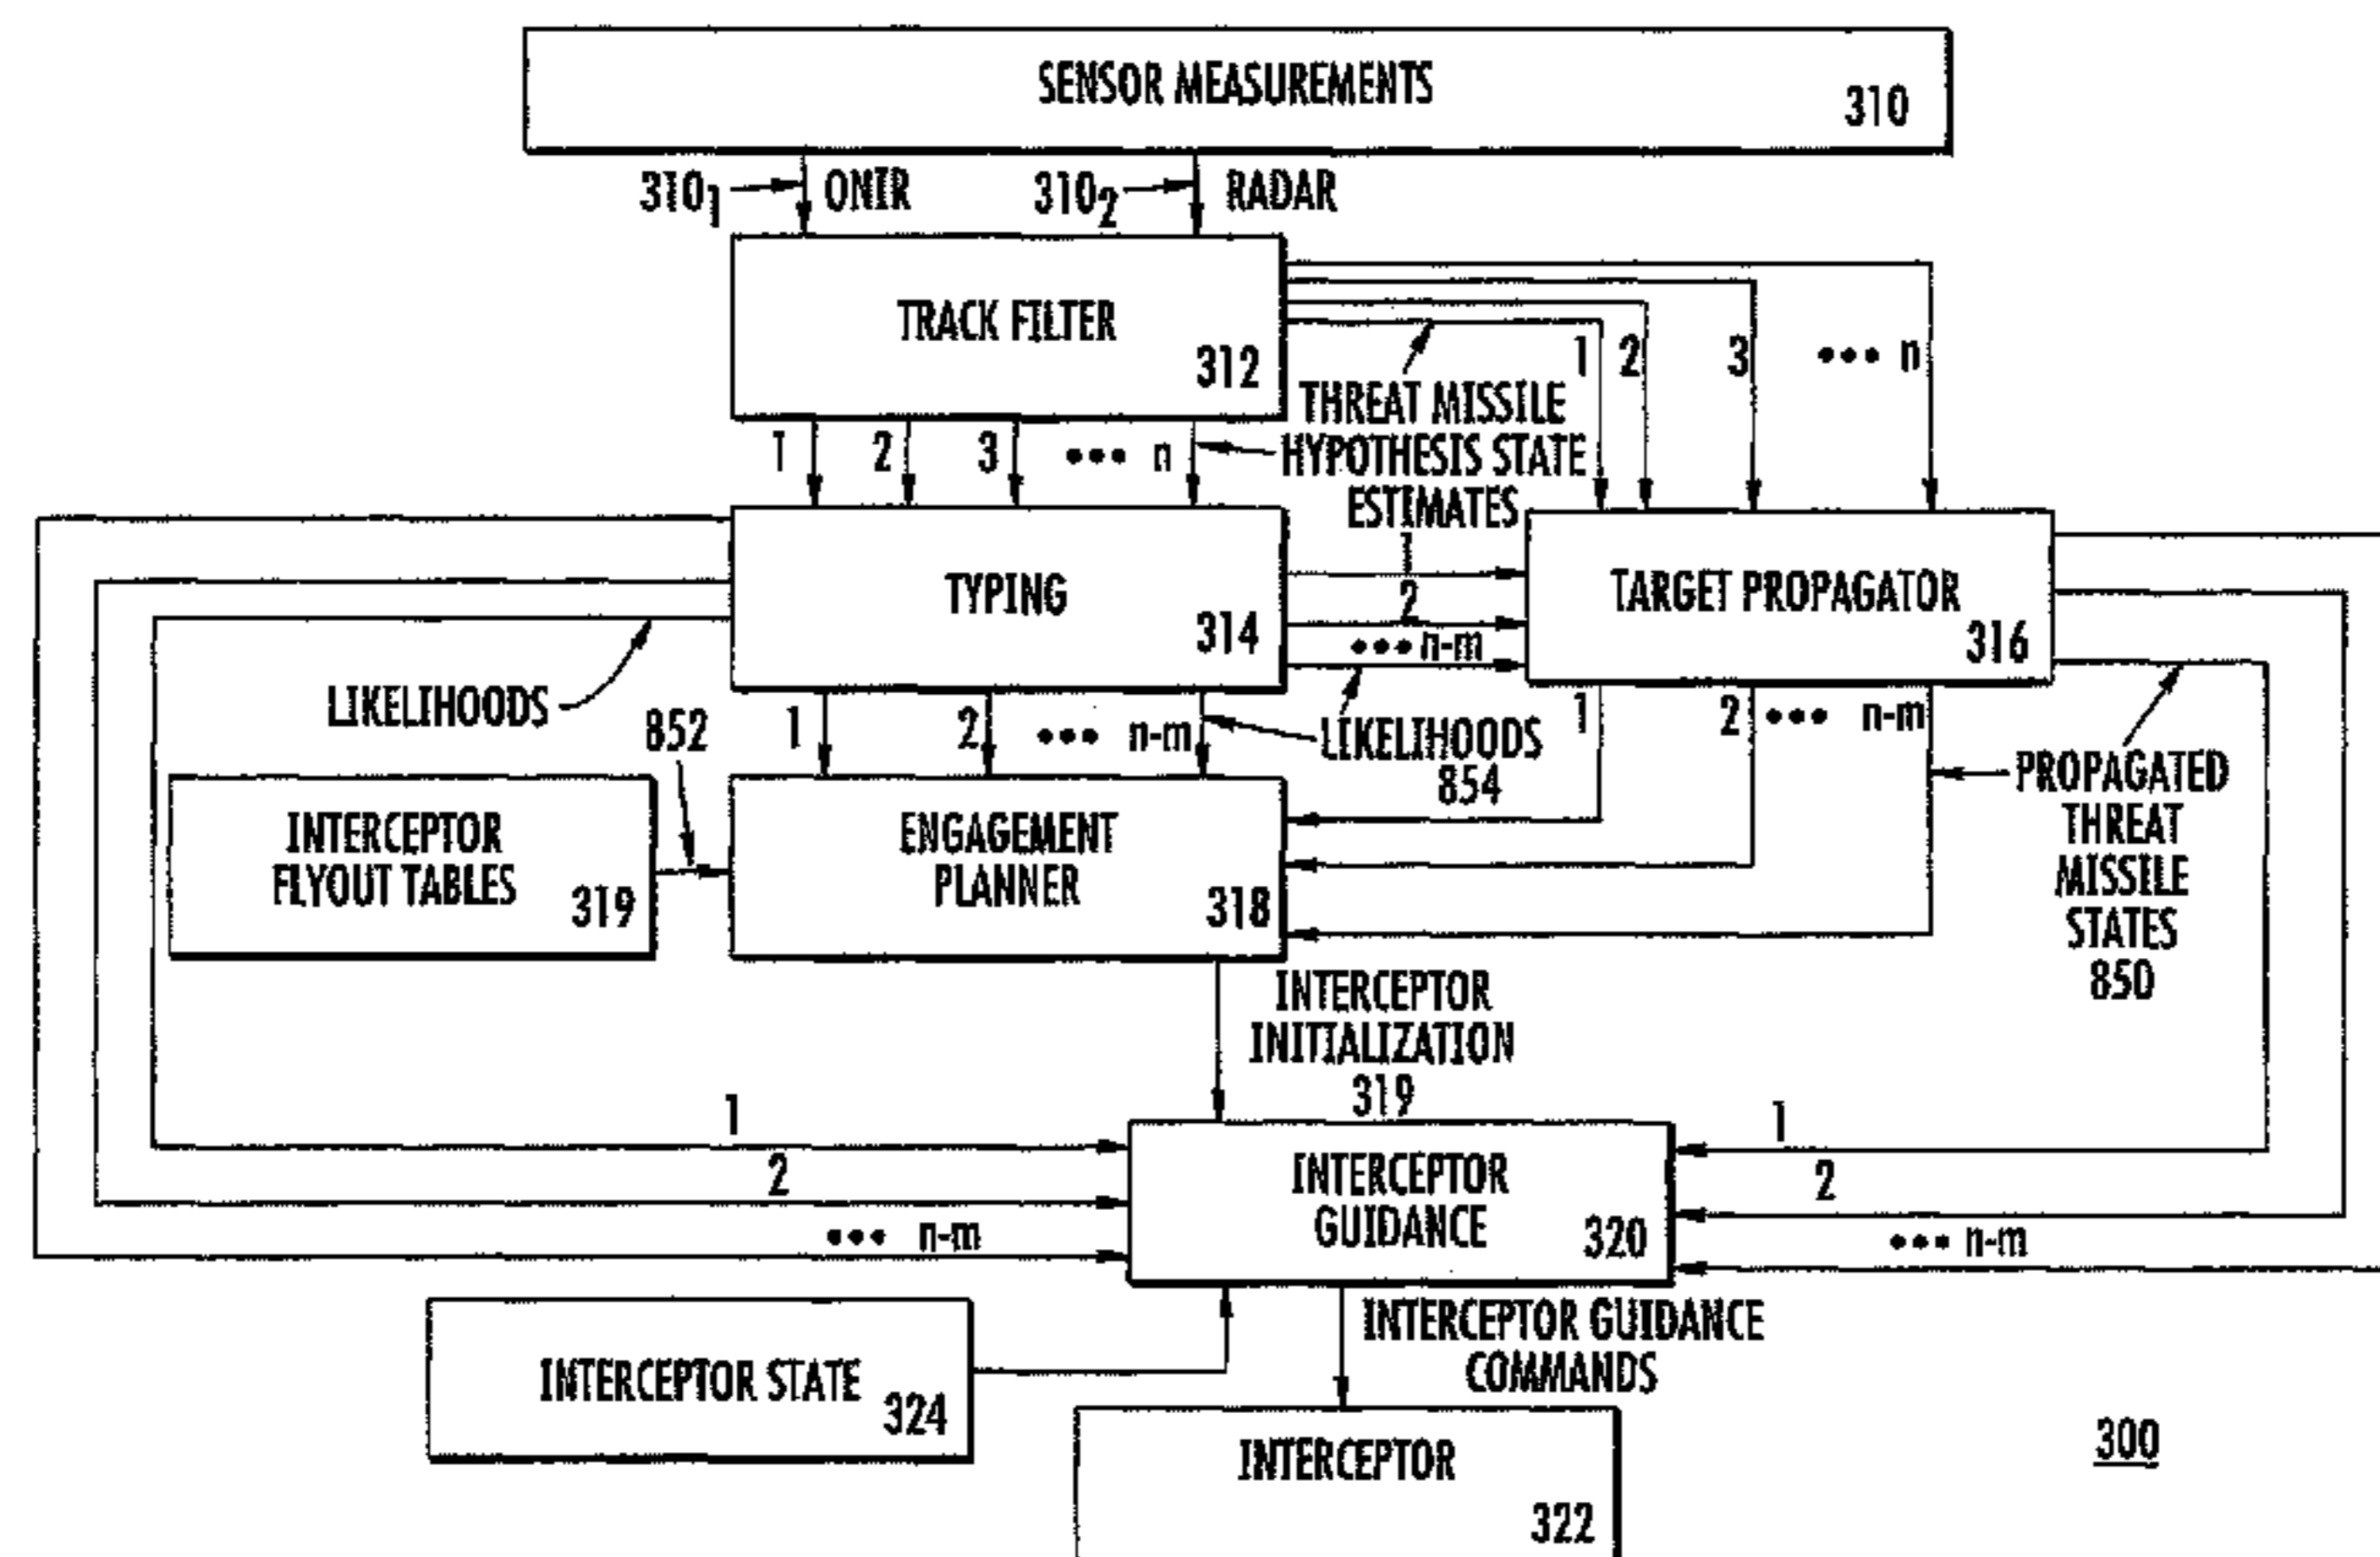 SENSOR MEASUREMENTS
310
310₁
ONIR
310₂
RADAR
TRACK FILTER
312
1
2
3
••• n
THREAT MISSILE
HYPOTHESIS STATE
ESTIMATES
1
2
3
••• n
TYPING
314
1
2
••• n-m
TARGET PROPAGATOR
316
LIKELIHOODS
852
1
2
••• n-m
LIKELIHOODS
854
1
2
••• n-m
PROPAGATED
THREAT
MISSILE
STATES
850
INTERCEPTOR
FLYOUT TABLES
319
ENGAGEMENT
PLANNER
318
INTERCEPTOR
INITIALIZATION
319
1
2
••• n-m
INTERCEPTOR
GUIDANCE
320
1
2
••• n-m
INTERCEPTOR STATE
324
INTERCEPTOR GUIDANCE
COMMANDS
INTERCEPTOR
322
300